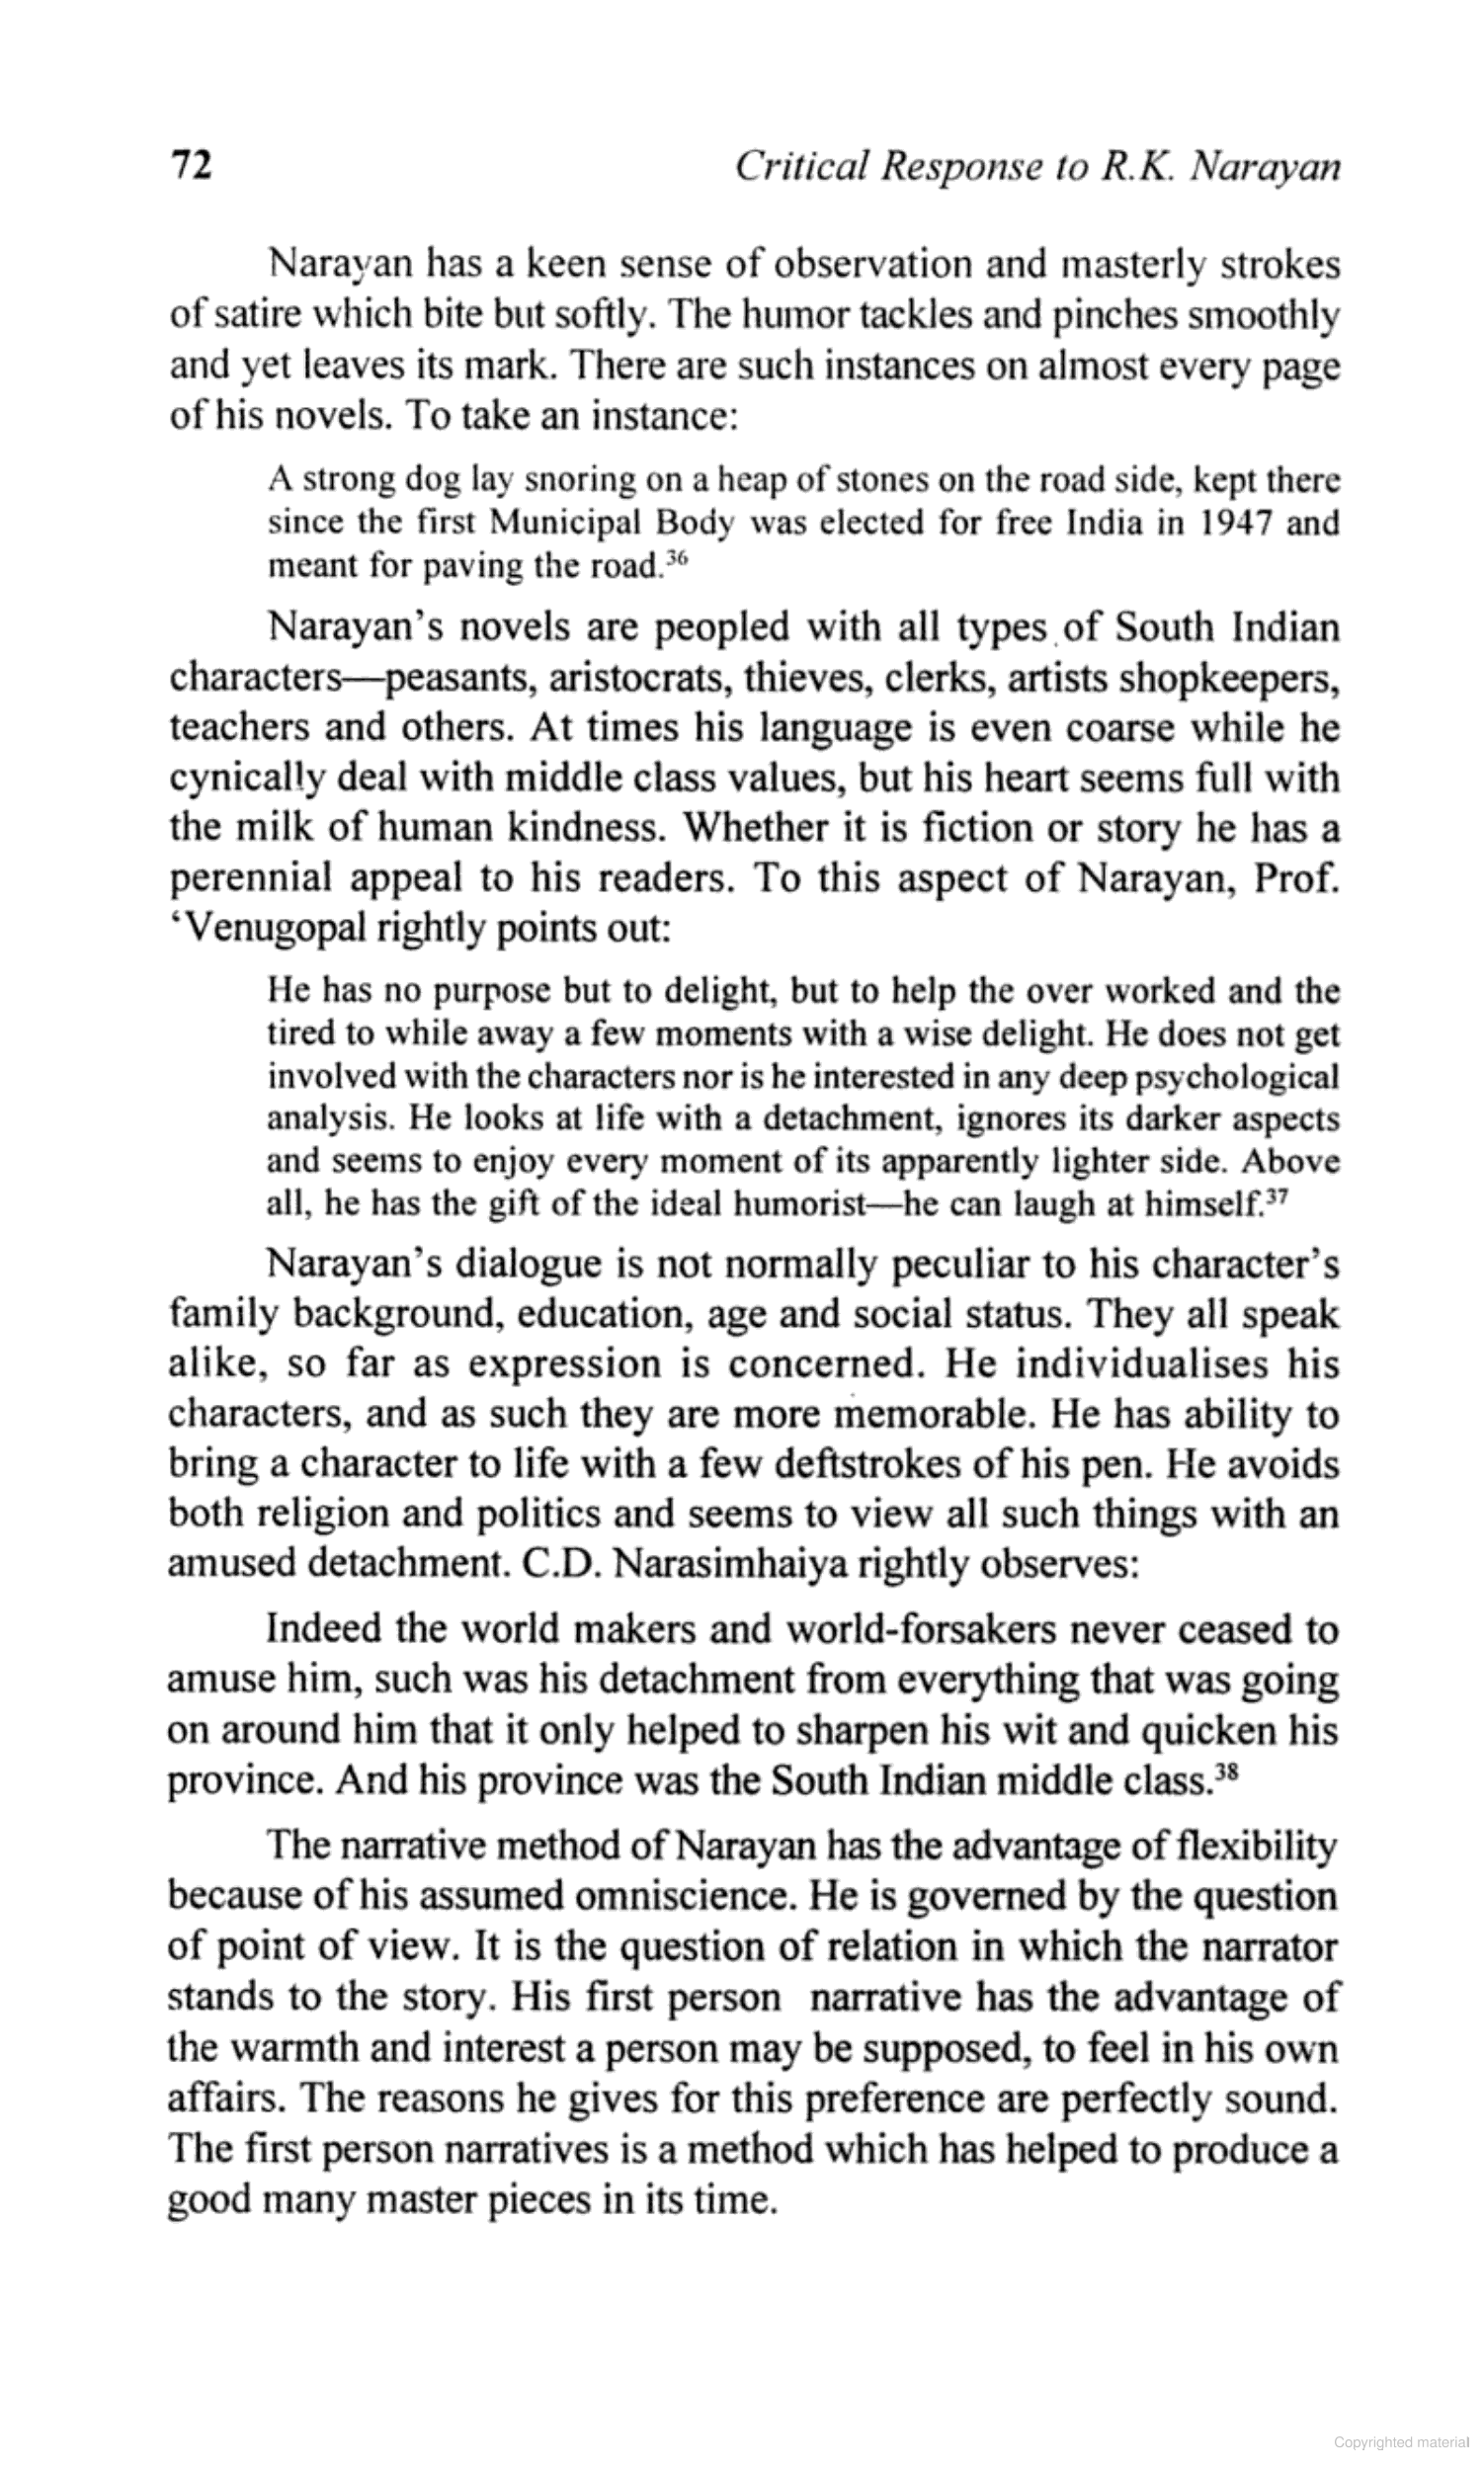 72 Critical Response to R.K. Narayan
Narayan has a keen sense of observation and masterly strokes
of satire which bite but softly. The humor tackles and pinches smoothly
and yet leaves its mark. There are such instances on almost every page
of his novels. To take an instance:
A strong dog lay snoring on a heap of stones on the road side, kept there
since the first Municipal Body was elected for free India in 1947 and
meant for paving the road.³⁶
Narayan's novels are peopled with all types of South Indian
characters—peasants, aristocrats, thieves, clerks, artists shopkeepers,
teachers and others. At times his language is even coarse while he
cynically deal with middle class values, but his heart seems full with
the milk of human kindness. Whether it is fiction or story he has a
perennial appeal to his readers. To this aspect of Narayan, Prof.
‘Venugopal rightly points out:
He has no purpose but to delight, but to help the over worked and the
tired to while away a few moments with a wise delight. He does not get
involved with the characters nor is he interested in any deep psychological
analysis. He looks at life with a detachment, ignores its darker aspects
and seems to enjoy every moment of its apparently lighter side. Above
all, he has the gift of the ideal humorist—he can laugh at himself.³⁷
Narayan's dialogue is not normally peculiar to his character's
family background, education, age and social status. They all speak
alike, so far as expression is concerned. He individualises his
characters, and as such they are more memorable. He has ability to
bring a character to life with a few deftstrokes of his pen. He avoids
both religion and politics and seems to view all such things with an
amused detachment. C.D. Narasimhaiya rightly observes:
Indeed the world makers and world-forsakers never ceased to
amuse him, such was his detachment from everything that was going
on around him that it only helped to sharpen his wit and quicken his
province. And his province was the South Indian middle class.³⁸
The narrative method of Narayan has the advantage of flexibility
because of his assumed omniscience. He is governed by the question
of point of view. It is the question of relation in which the narrator
stands to the story. His first person narrative has the advantage of
the warmth and interest a person may be supposed, to feel in his own
affairs. The reasons he gives for this preference are perfectly sound.
The first person narratives is a method which has helped to produce a
good many master pieces in its time.
Copyrighted material